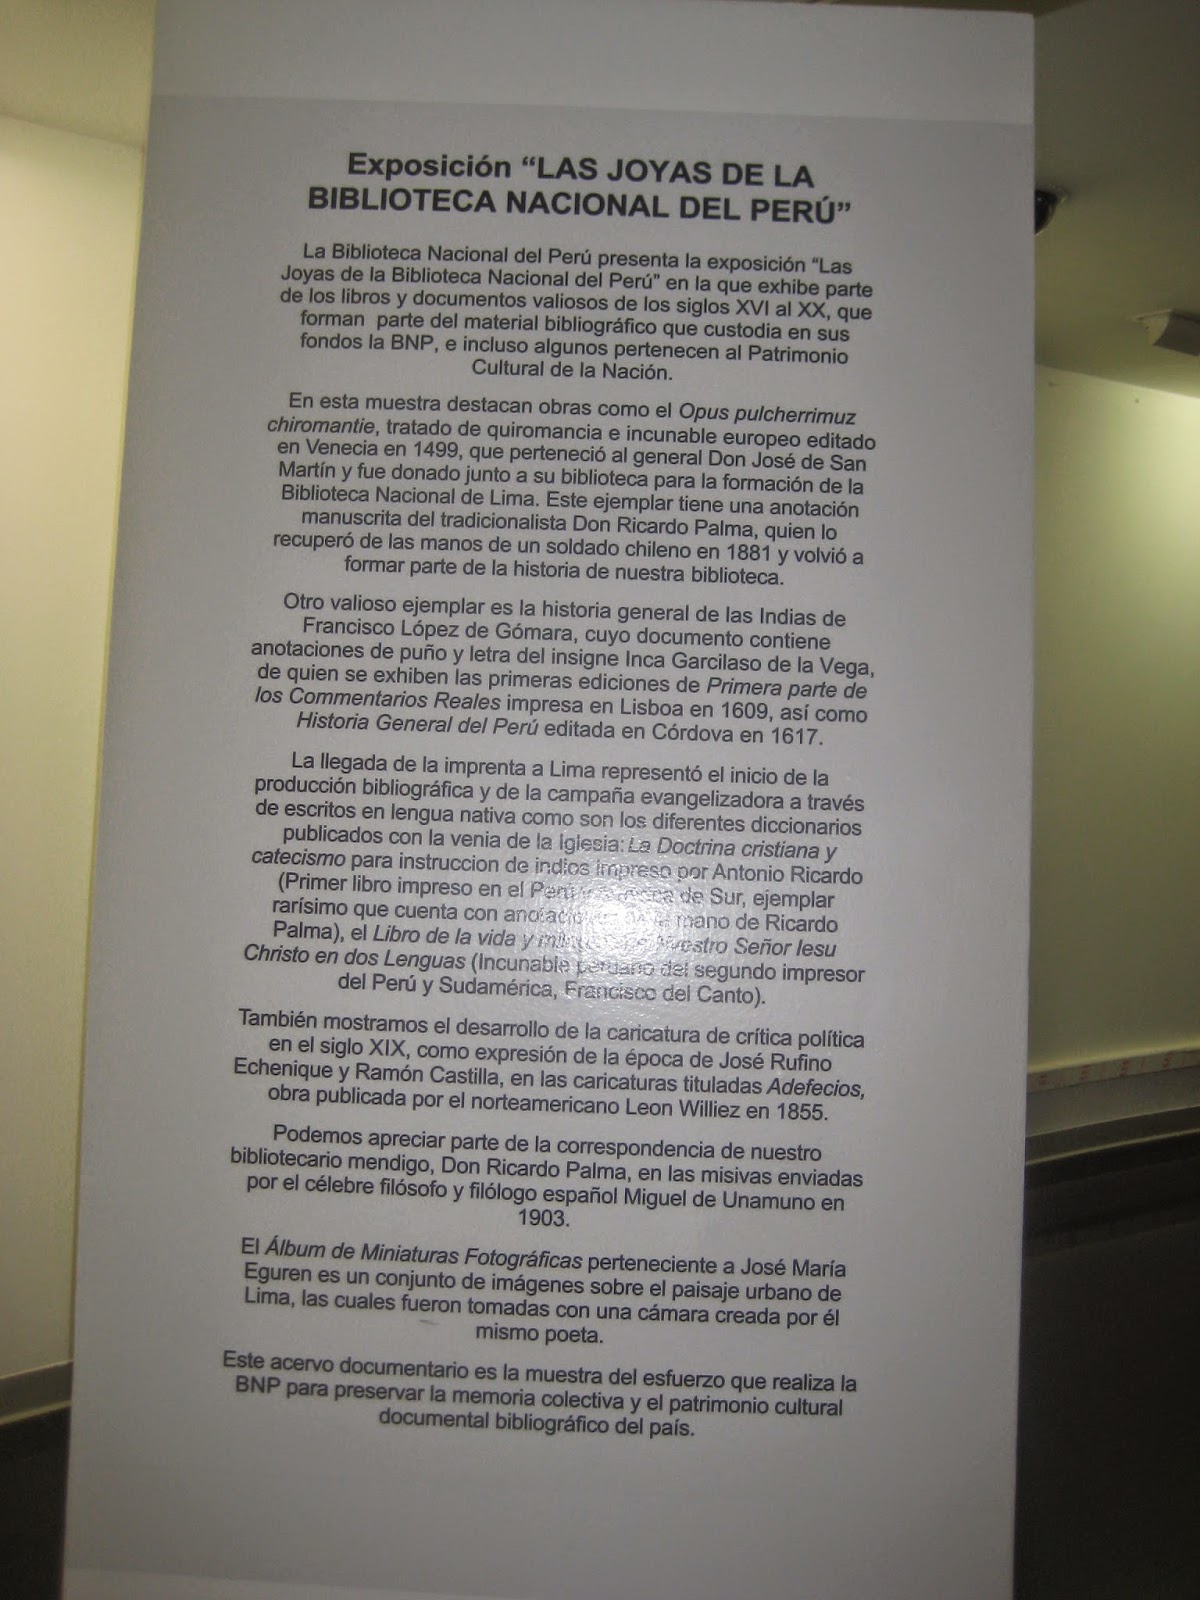 Exposición “LAS JOYAS DE LA
BIBLIOTECA NACIONAL DEL PERÚ”
La Biblioteca Nacional del Perú presenta la exposición “Las
Joyas de la Biblioteca Nacional del Perú” en la que exhibe parte
de los libros y documentos valiosos de los siglos XVI al XX, que
forman parte del material bibliográfico que custodia en sus
fondos la BNP, e incluso algunos pertenecen al Patrimonio
Cultural de la Nación.
En esta muestra destacan obras como el Opus pulcherrimuz
chiromantie, tratado de quiromancia e incunable europeo editado
en Venecia en 1499, que perteneció al general Don José de San
Martín y fue donado junto a su biblioteca para la formación de la
Biblioteca Nacional de Lima. Este ejemplar tiene una anotación
manuscrita del tradicionalista Don Ricardo Palma, quien lo
recuperó de las manos de un soldado chileno en 1881 y volvió a
formar parte de la historia de nuestra biblioteca.
Otro valioso ejemplar es la historia general de las Indias de
Francisco López de Gómara, cuyo documento contiene
anotaciones de puño y letra del insigne Inca Garcilaso de la Vega,
de quien se exhiben las primeras ediciones de Primera parte de
los Commentarios Reales impresa en Lisboa en 1609, así como
Historia General del Perú editada en Córdova en 1617.
La llegada de la imprenta a Lima representó el inicio de la
producción bibliográfica y de la campaña evangelizadora a través
de escritos en lengua nativa como son los diferentes diccionarios
publicados con la venia de la Iglesia: La Doctrina cristiana y
catecismo para instruccion de indios impreso por Antonio Ricardo
(Primer libro impreso en el Perú y de Sur, ejemplar
rarísimo que cuenta con mano de Ricardo
Palma), el Libro de la vida y Nuestro Señor Iesu
Christo en dos Lenguas (Incunable peruano del segundo impresor
del Perú y Sudamérica, Francisco del Canto).
También mostramos el desarrollo de la caricatura de crítica política
en el siglo XIX, como expresión de la época de José Rufino
Echenique y Ramón Castilla, en las caricaturas tituladas Adefecios,
obra publicada por el norteamericano Leon Williez en 1855.
Podemos apreciar parte de la correspondencia de nuestro
bibliotecario mendigo, Don Ricardo Palma, en las misivas enviadas
por el célebre filósofo y filólogo español Miguel de Unamuno en
1903.
El Álbum de Miniaturas Fotográficas perteneciente a José María
Eguren es un conjunto de imágenes sobre el paisaje urbano de
Lima, las cuales fueron tomadas con una cámara creada por él
mismo poeta.
Este acervo documentario es la muestra del esfuerzo que realiza la
BNP para preservar la memoria colectiva y el patrimonio cultural
documental bibliográfico del país.